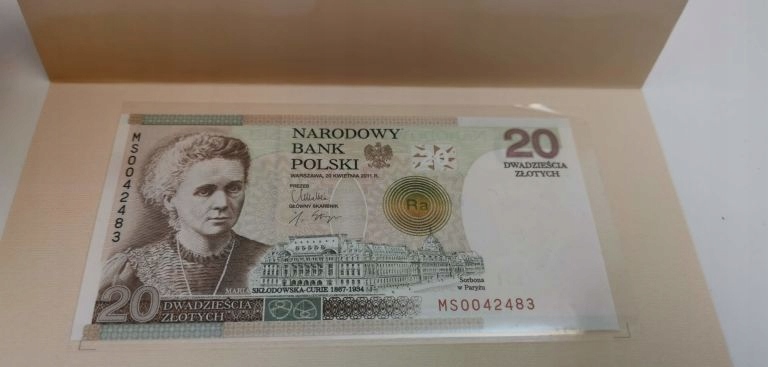 MS0042483
NARODOWY
BANK
POLSKI
WARSZAWA, 20 KWIETNIA 2011 R.
PREZES
GŁÓWNY SKARBNIK
20
DWADZIEŚCIA
ZŁOTYCH
Ra
Sorbona
w Paryżu
MARIA SKŁODOWSKA-CURIE 1867-1934
20 DWADZIEŚCIA
ZŁOTYCH
MS0042483